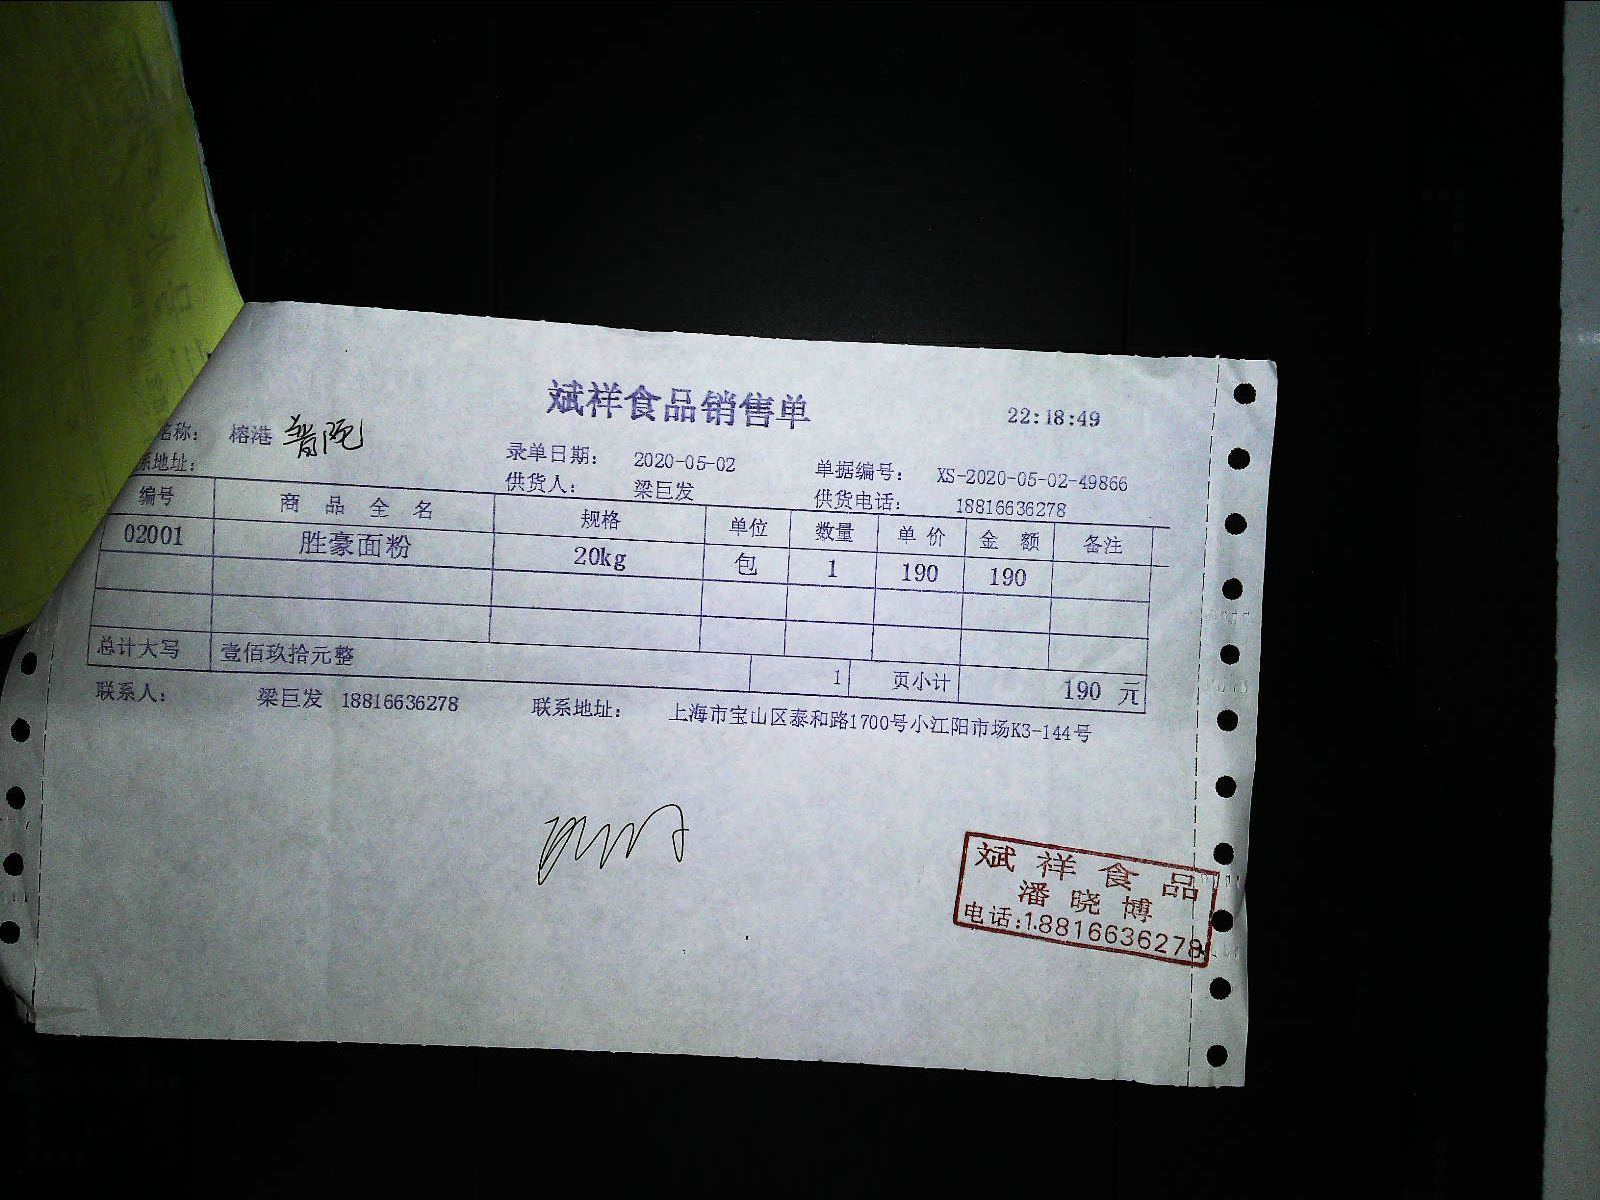 斌祥食品销售单
22:18:49
名称： 榕港 普陀
录单日期： 2020-05-02
单据编号： XS-2020-05-02-49866
系地址：
供货人： 梁巨发
供货电话： 18816636278
编号 商品全名 规格 单位 数量 单价 金额 备注
02001 胜豪面粉 20kg 包 1 190 190
总计大写 壹佰玖拾元整 1 页小计 190 元
联系人： 梁巨发 18816636278 联系地址： 上海市宝山区泰和路1700号小江阳市场K3-144号
斌祥食品
潘晓博
电话:18816636278